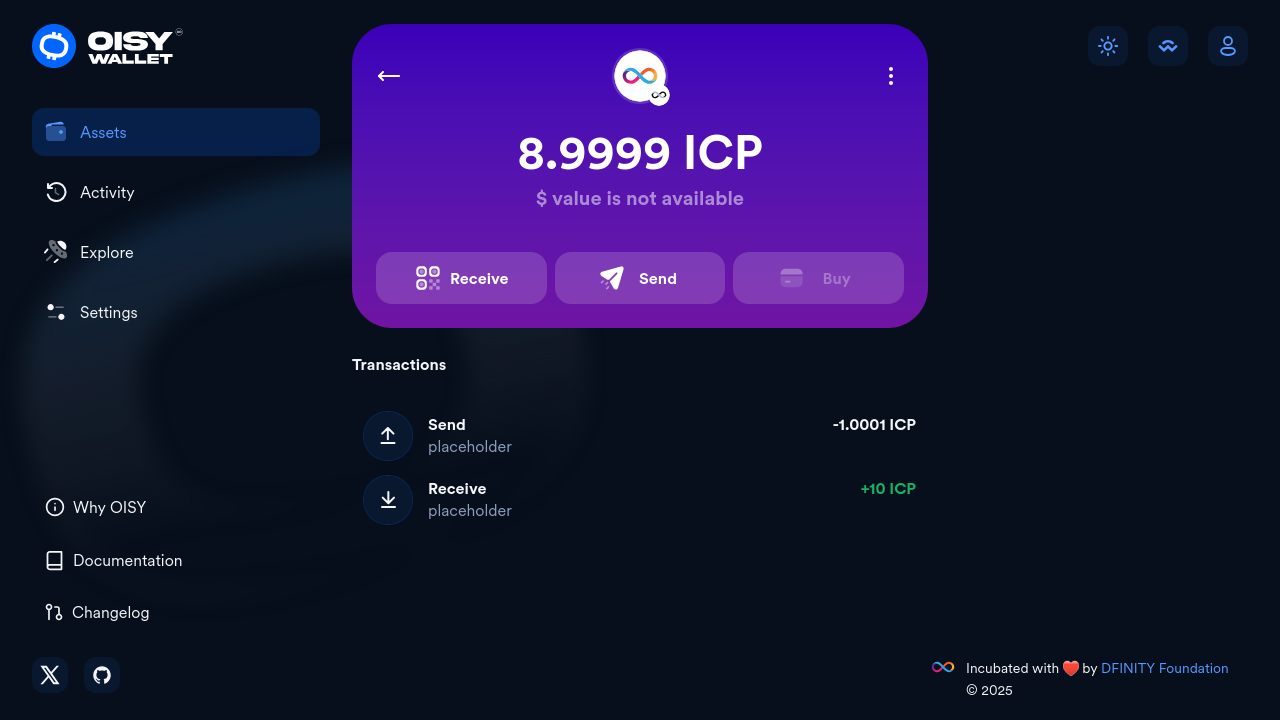 OISY
WALLET
Assets
Activity
Explore
Settings
Why OISY
Documentation
Changelog
8.9999 ICP
$ value is not available
Receive
Send
Buy
Transactions
Send
-1.0001 ICP
placeholder
Receive
+10 ICP
placeholder
Incubated with ❤️ by DFINITY Foundation
© 2025